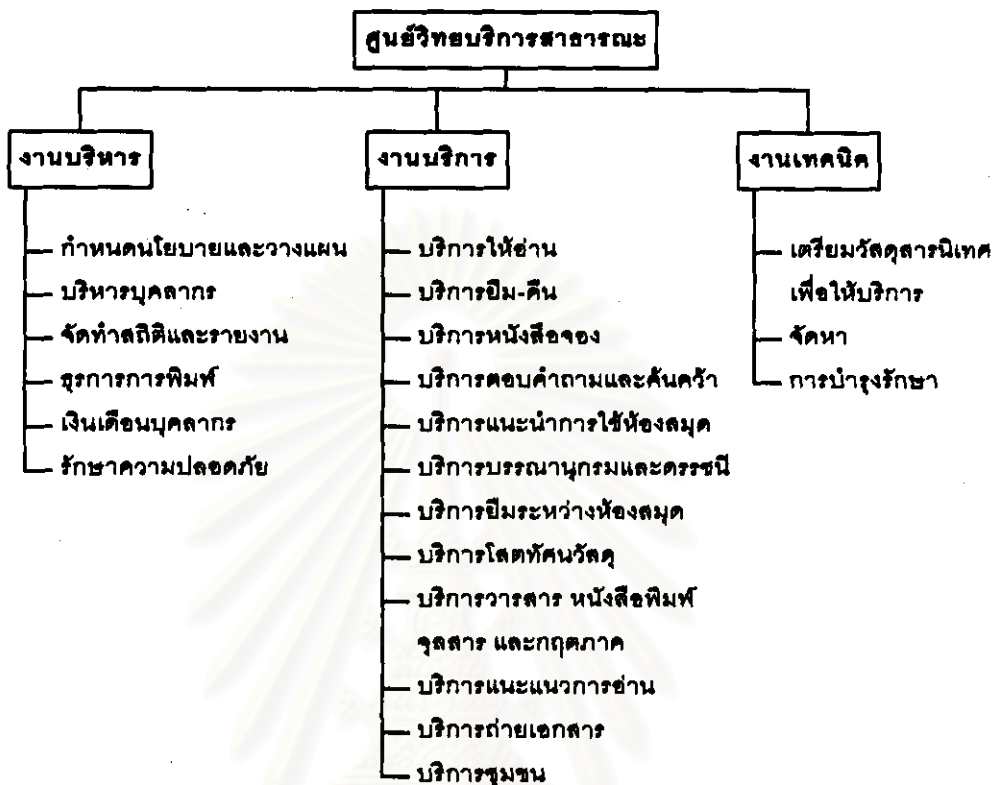 ศูนย์วิทยบริการสาธารณะ
งานบริหาร
กำหนดนโยบายและวางแผน
บริหารบุคลากร
จัดทำสถิติและรายงาน
ธุรการการพิมพ์
เงินเดือนบุคลากร
รักษาความปลอดภัย
งานบริการ
บริการให้อ่าน
บริการยืม-คืน
บริการหนังสือจอง
บริการตอบคำถามและค้นคว้า
บริการแนะนำการใช้ห้องสมุด
บริการบรรณานุกรมและดรรชนี
บริการยืมระหว่างห้องสมุด
บริการโสตทัศนวัสดุ
บริการวารสาร หนังสือพิมพ์
จุลสาร และกฤตภาค
บริการแนะแนวการอ่าน
บริการถ่ายเอกสาร
บริการชุมชน
งานเทคนิค
เตรียมวัสดุสารนิเทศ
เพื่อให้บริการ
จัดหา
การบำรุงรักษา